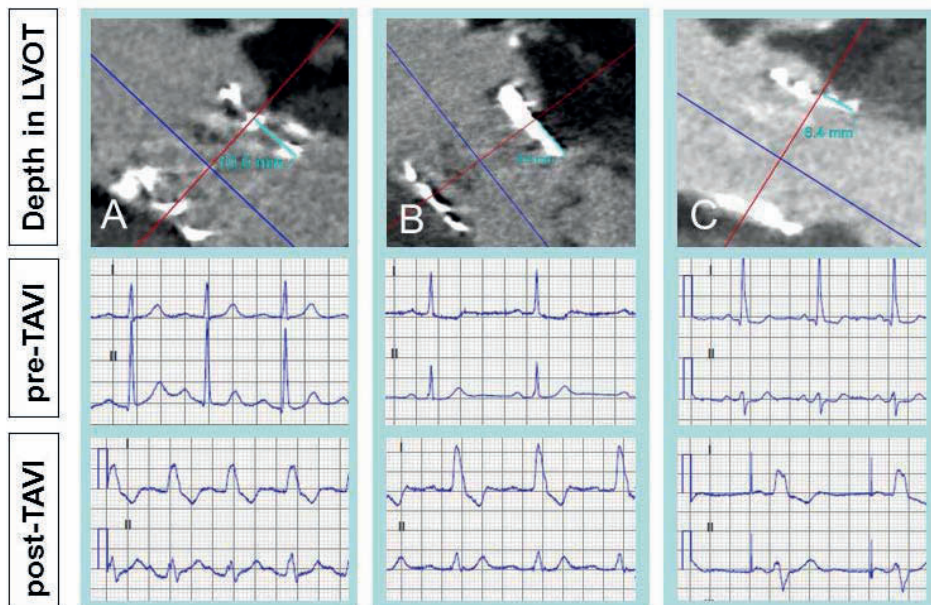 Depth in LVOT
A
B
C
8.4 mm
pre-TAVI
I
I
I
II
II
II
post-TAVI
I
I
I
II
II
II